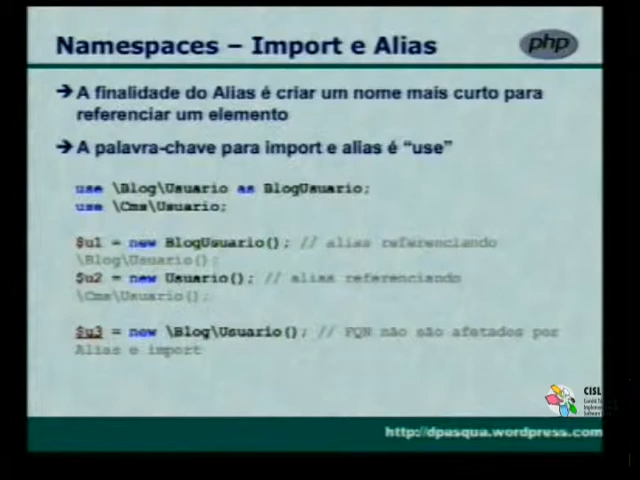 Namespaces – Import e Alias
php
➔ A finalidade do Alias é criar um nome mais curto para
referenciar um elemento
➔ A palavra-chave para import e alias é “use”
use \Blog\Usuario as BlogUsuario;
use \Cms\Usuario;
$u1 = new BlogUsuario(); // alias referenciando
\Blog\Usuario();
$u2 = new Usuario(); // alias referenciando
\Cms\Usuario();
$u3 = new \Blog\Usuario(); // FQN não são afetados por
Alias e import
CISL
http://dpasqua.wordpress.com